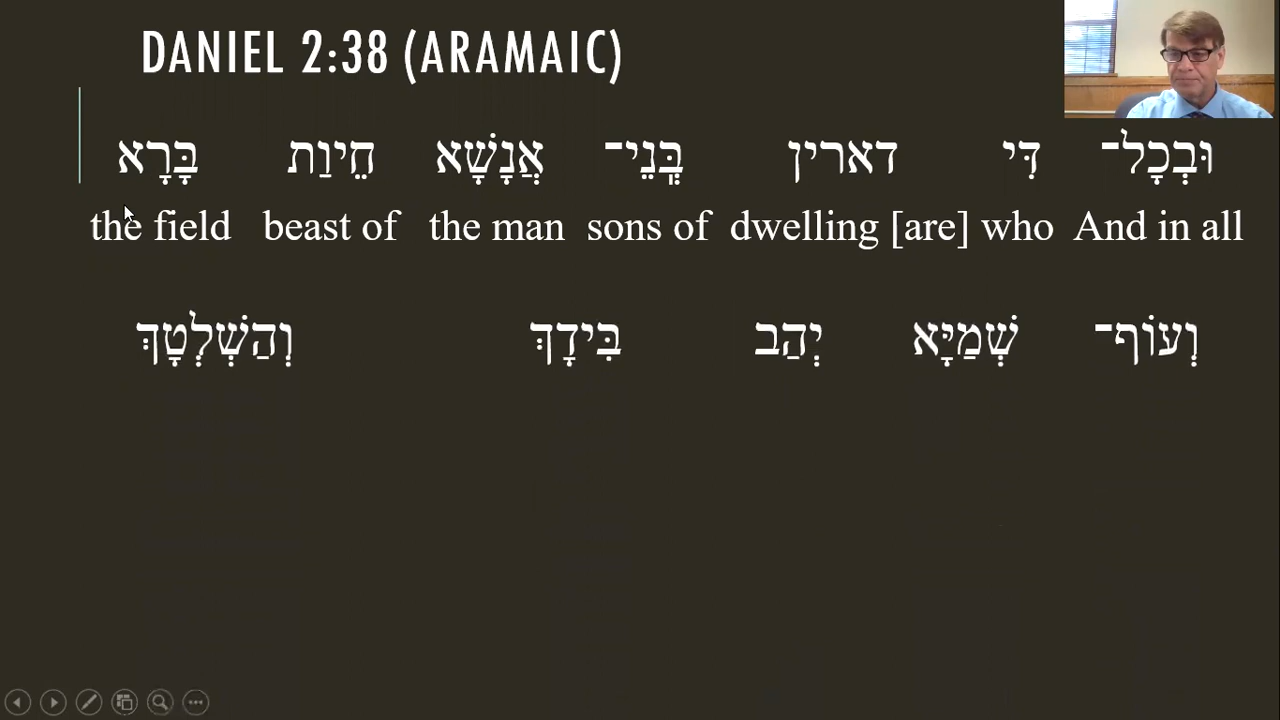 DANIEL 2:38 (ARAMAIC)
וּבְכָל־ דִּי דארין בְּֽנֵי־ אֲנָשָׁא חֵיוַת בָּרָא
the field beast of the man sons of dwelling [are] who And in all
וְעוֹף־ שְׁמַיָּא יְהַב בִּידָךְ וְהַשְׁלְטָךְ